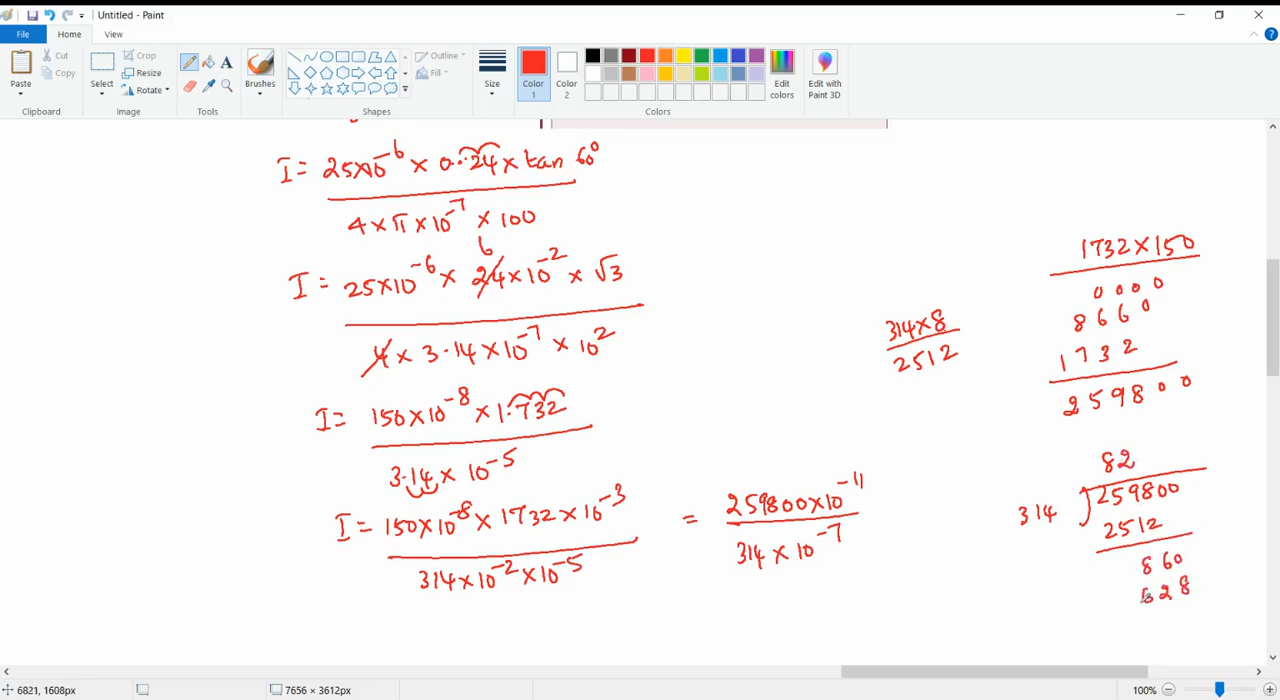 Untitled - Paint
File Home View
Paste Cut Copy Clipboard
Select Crop Resize Rotate Image
A Tools
Brushes
Outline Fill Shapes
Size
Color 1 Color 2 Edit colors Colors
Edit with Paint 3D
I = 25×10⁻⁶ × 0.24 × tan 60⁰
4 × π × 10⁻⁷ × 100
6
I = 25×10⁻⁶ × 24×10⁻² × √3
4 × 3.14 × 10⁻⁷ × 10²
I = 150×10⁻⁸ × 1.732
3.14 × 10⁻⁵
I = 150×10⁻⁸ × 1732 × 10⁻³
314×10⁻² × 10⁻⁵
= 259800×10⁻¹¹
314 × 10⁻⁷
314×8
2512
1732×150
0000
8660
1732
259800
82
314 )259800
2512
860
628
6821, 1608px 7656 × 3612px 100%